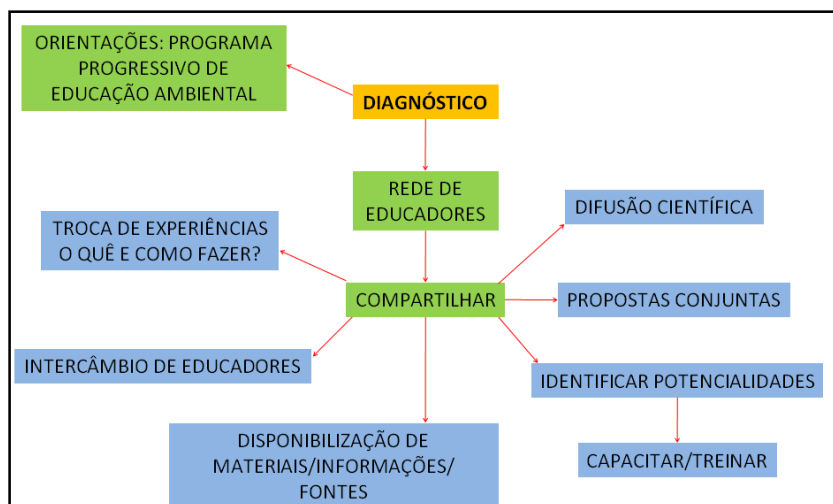 ORIENTAÇÕES: PROGRAMA
PROGRESSIVO DE
EDUCAÇÃO AMBIENTAL
DIAGNÓSTICO
REDE DE
EDUCADORES
DIFUSÃO CIENTÍFICA
TROCA DE EXPERIÊNCIAS
O QUÊ E COMO FAZER?
COMPARTILHAR
PROPOSTAS CONJUNTAS
INTERCÂMBIO DE EDUCADORES
IDENTIFICAR POTENCIALIDADES
DISPONIBILIZAÇÃO DE
MATERIAIS/INFORMAÇÕES/
FONTES
CAPACITAR/TREINAR